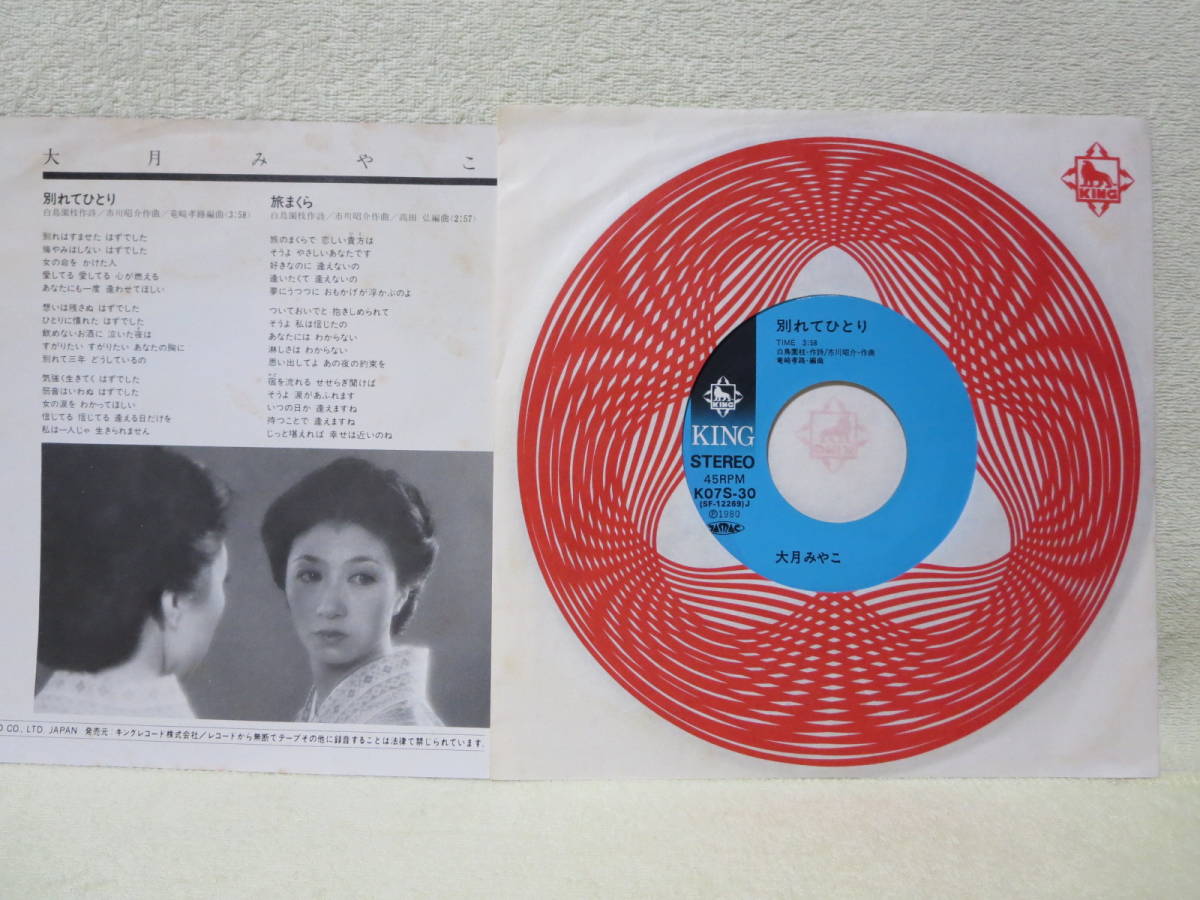 大月みやこ
別れてひとり
白鳥園枝作詩/市川昭介作曲/竜崎孝路編曲(3:58)
別れはすませた はずでした
悔やみはしない はずでした
女の命を かけた人
愛してる 愛してる 心が燃える
あなたにも一度 逢わせてほしい
想いは残さぬ はずでした
ひとりに慣れた はずでした
飲めないお酒に 泣いた夜は
すがりたい すがりたい あなたの胸に
別れて三年 どうしているの
気強く生きてく はずでした
弱音はいわぬ はずでした
女の涙を わかってほしい
信じてる 信じてる 逢える日だけを
私は一人じゃ 生きられません
旅まくら
白鳥園枝作詩/市川昭介作曲/高田 弘編曲(2:57)
旅のまくらで 恋しい貴方は
そうよ やさしいあなたです
好きなのに 逢えないの
逢いたくて 逢えないの
夢にうつつに おもかげが浮かぶのよ
ついておいでと 抱きしめられて
そうよ 私は信じたの
あなたには わからない
淋しさは わからない
思い出してよ あの夜の約束を
宿を流れる せせらぎ聞けば
そうよ 涙があふれます
いつの日か 逢えますね
待つことで 逢えますね
じっと堪えれば 幸せは近いのね
D CO., LTD, JAPAN 発売元:キングレコード株式会社/レコードから無断でテープその他に録音することは法律で禁じられています.
KING
別れてひとり
TIME 3:58
白鳥園枝・作詩/市川昭介・作曲
竜崎孝路・編曲
KING
KING
STEREO
45RPM
K07S-30
(SF-12269)J
Ⓟ1980
JASRAC
大月みやこ